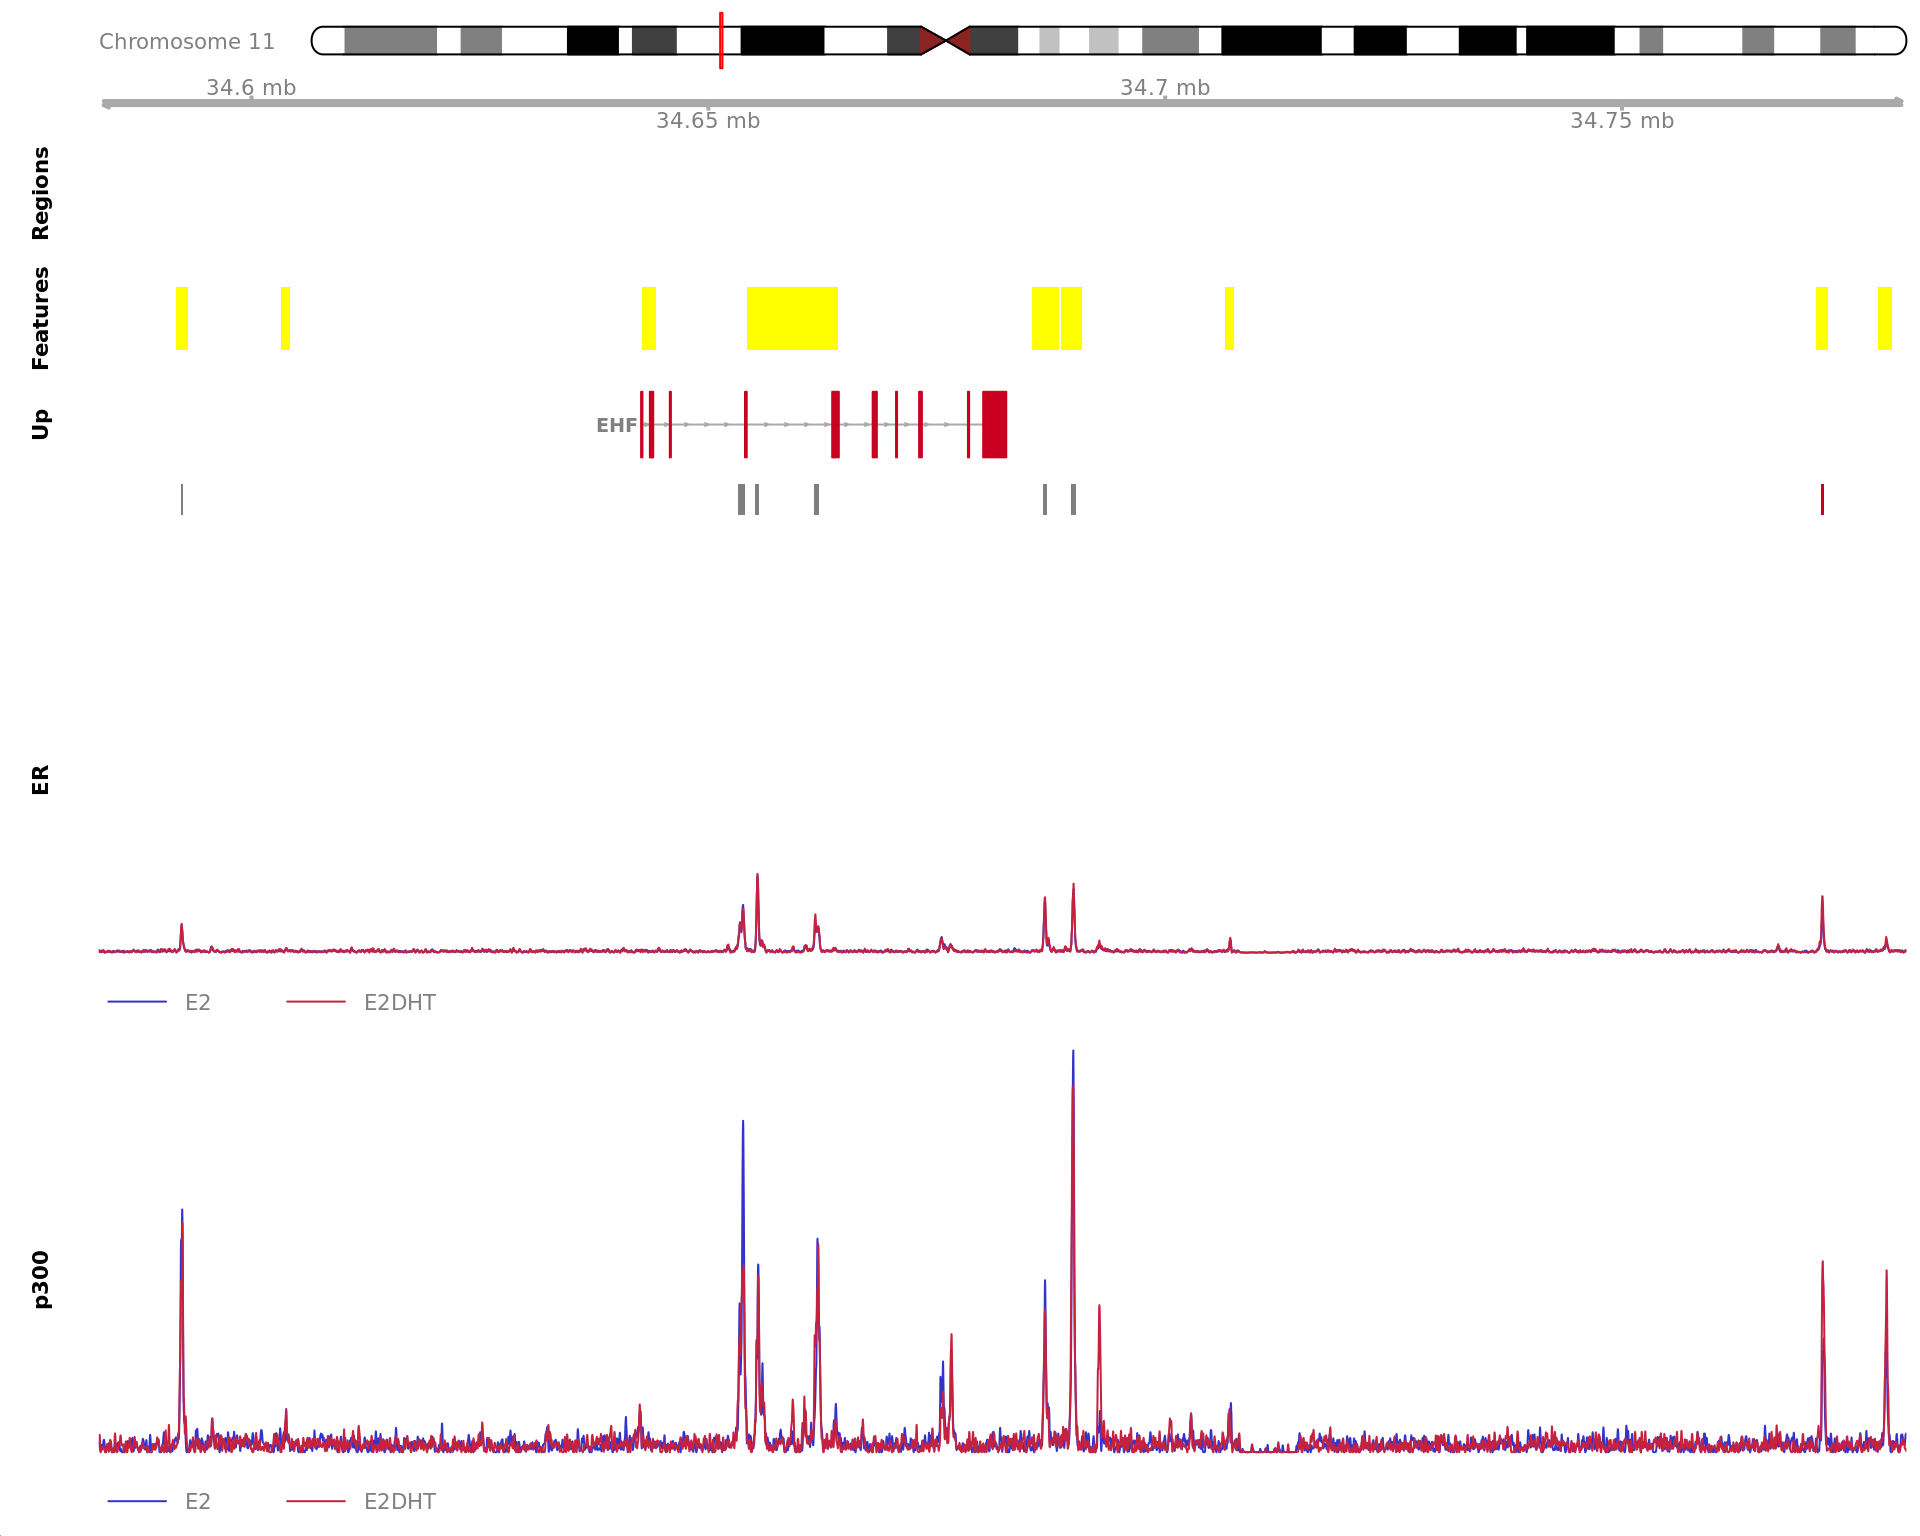 Chromosome 11
34.6 mb
34.7 mb
34.65 mb
34.75 mb
Regions
Features
Up
EHF
ER
E2
E2DHT
p300
E2
E2DHT